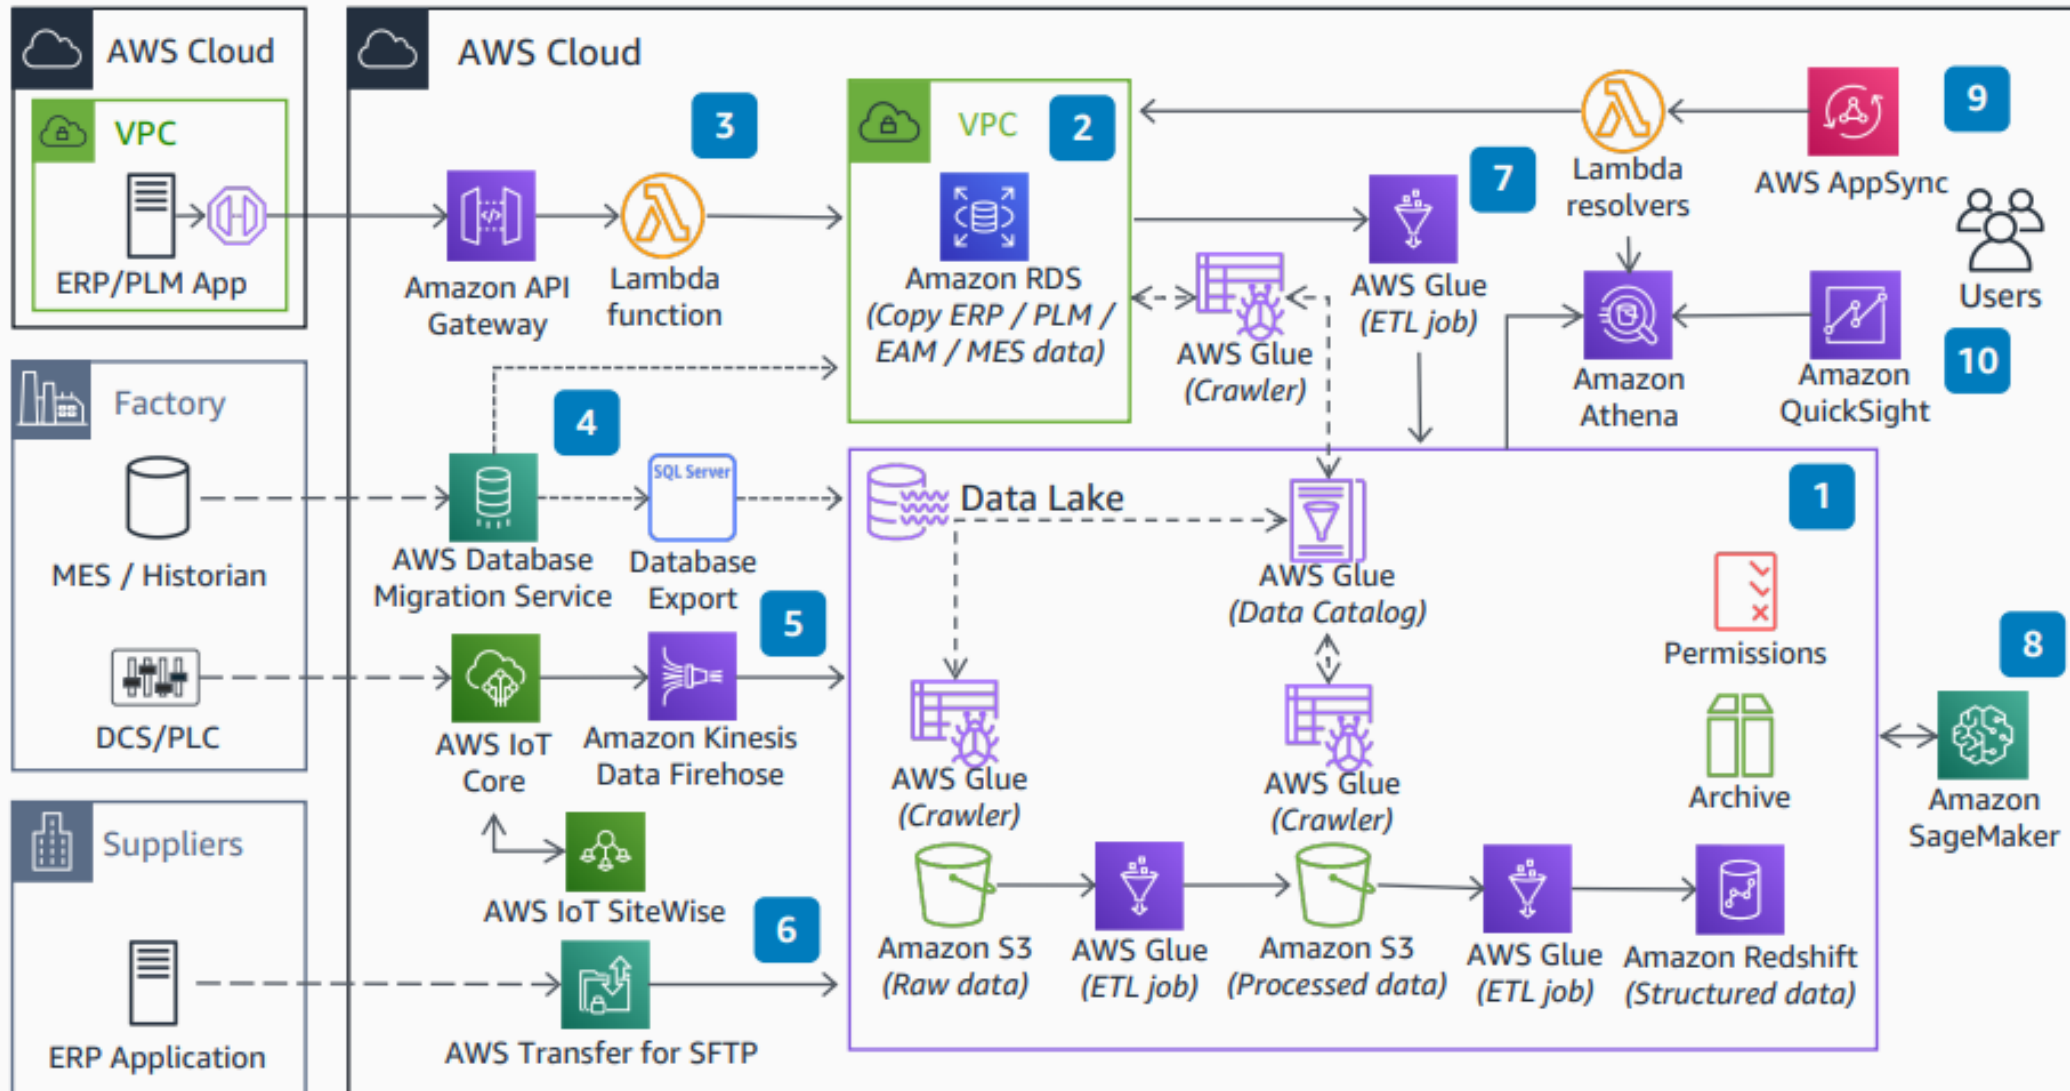 AWS Cloud
VPC
ERP/PLM App
Factory
MES / Historian
DCS/PLC
Suppliers
ERP Application
AWS Cloud
3
Amazon API
Gateway
Lambda
function
VPC
2
Amazon RDS
(Copy ERP / PLM /
EAM / MES data)
AWS Glue
(Crawler)
7
AWS Glue
(ETL job)
Lambda
resolvers
AWS AppSync
9
Users
Amazon
Athena
Amazon
QuickSight
10
4
AWS Database
Migration Service
SQL Server
Database
Export
5
AWS IoT
Core
Amazon Kinesis
Data Firehose
AWS IoT SiteWise
6
AWS Transfer for SFTP
Data Lake
1
AWS Glue
(Data Catalog)
Permissions
Archive
AWS Glue
(Crawler)
AWS Glue
(Crawler)
Amazon S3
(Raw data)
AWS Glue
(ETL job)
Amazon S3
(Processed data)
AWS Glue
(ETL job)
Amazon Redshift
(Structured data)
8
Amazon
SageMaker